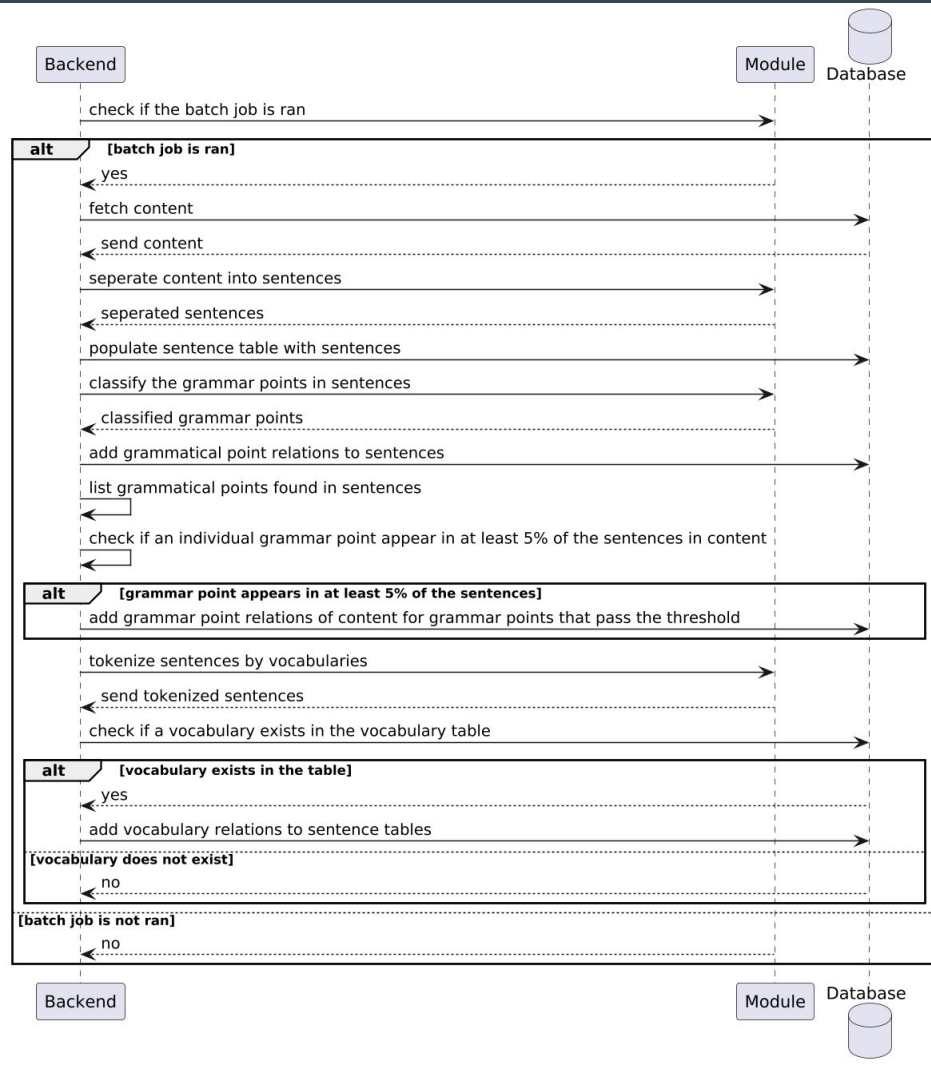 Backend
Module
Database
check if the batch job is ran
alt [batch job is ran]
yes
fetch content
send content
seperate content into sentences
seperated sentences
populate sentence table with sentences
classify the grammar points in sentences
classified grammar points
add grammatical point relations to sentences
list grammatical points found in sentences
check if an individual grammar point appear in at least 5% of the sentences in content
alt [grammar point appears in at least 5% of the sentences]
add grammar point relations of content for grammar points that pass the threshold
tokenize sentences by vocabularies
send tokenized sentences
check if a vocabulary exists in the vocabulary table
alt [vocabulary exists in the table]
yes
add vocabulary relations to sentence tables
[vocabulary does not exist]
no
[batch job is not ran]
no
Backend
Module
Database